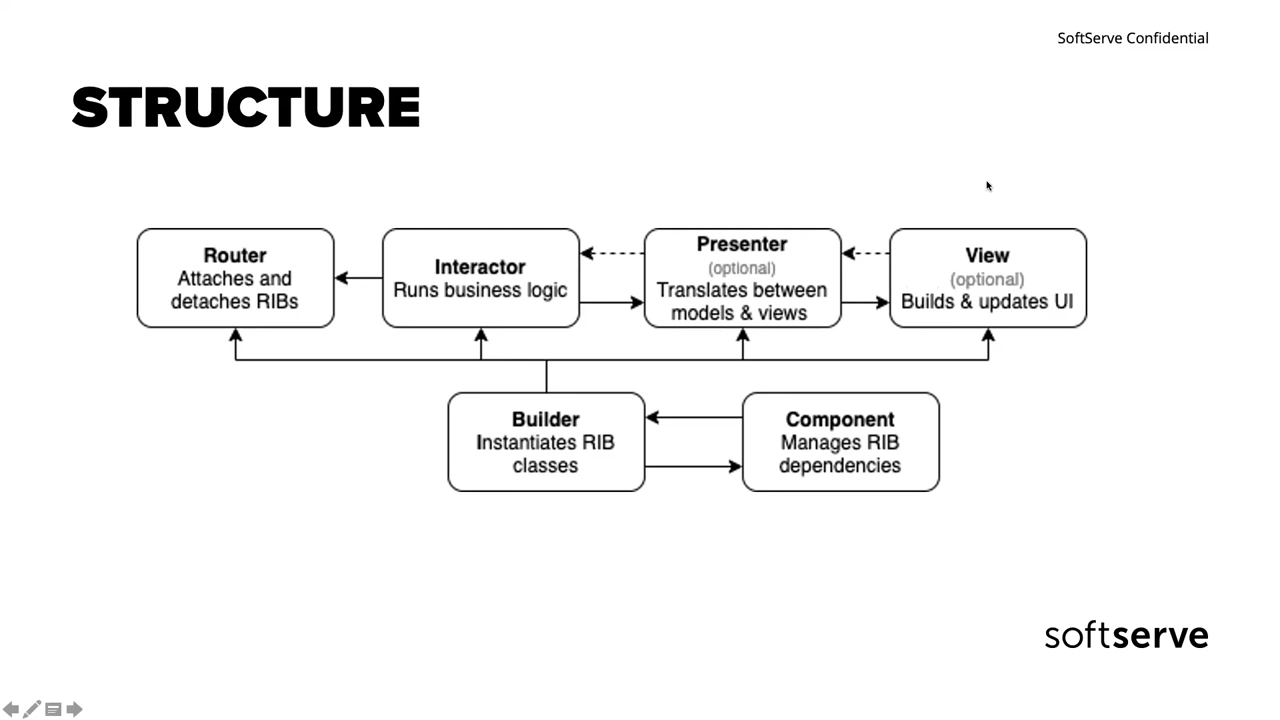 SoftServe Confidential
STRUCTURE
Router
Attaches and
detaches RIBs
Interactor
Runs business logic
Presenter
(optional)
Translates between
models & views
View
(optional)
Builds & updates UI
Builder
Instantiates RIB
classes
Component
Manages RIB
dependencies
softserve